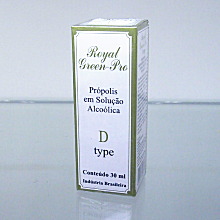 Royal
Green-Pro
Própolis
em Solução
Alcoólica
D
type
Conteúdo 30 ml
Indústria Brasileira